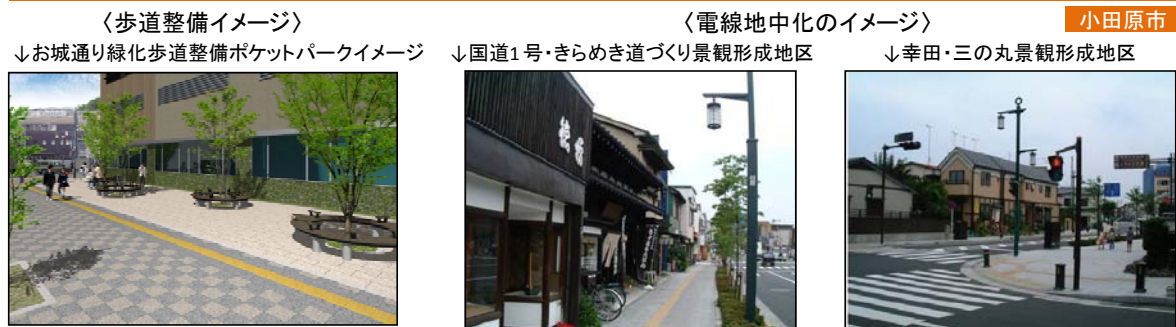 〈歩道整備イメージ〉
〈電線地中化のイメージ〉
小田原市
↓お城通り緑化歩道整備ポケットパークイメージ
↓国道1号・きらめき道づくり景観形成地区
↓幸田・三の丸景観形成地区